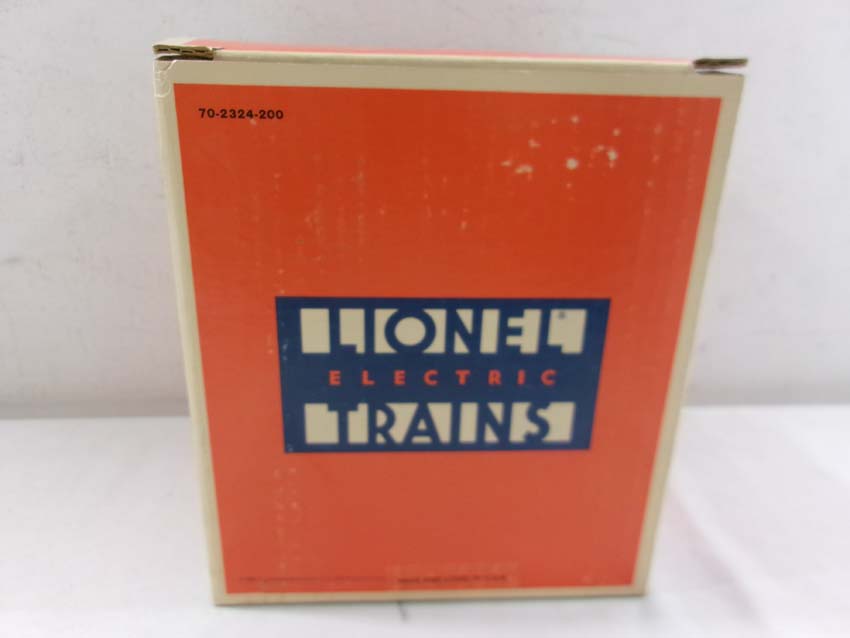 70-2324-200
LIONEL®
ELECTRIC
TRAINS